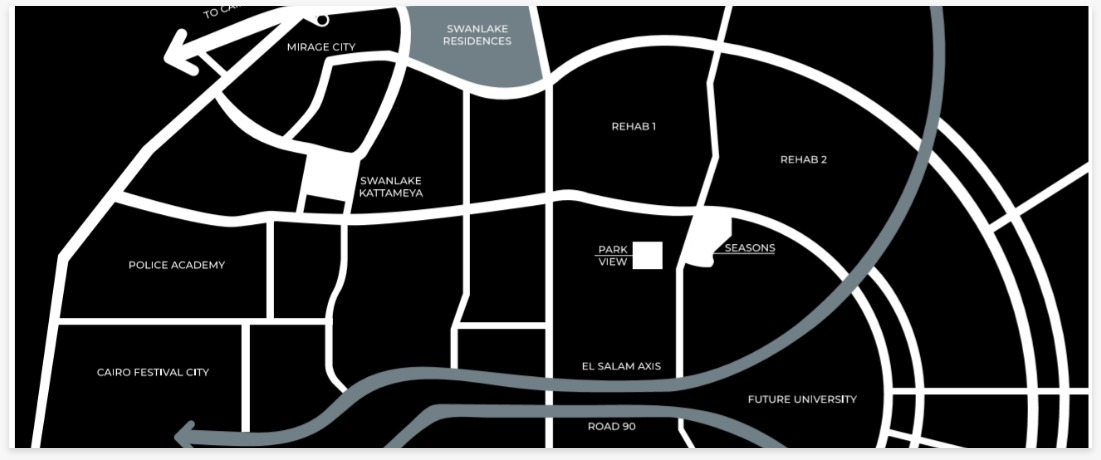 TO
MIRAGE CITY
SWANLAKE
RESIDENCES
REHAB 1
REHAB 2
SWANLAKE
KATTAMEYA
POLICE ACADEMY
PARK
VIEW
SEASONS
CAIRO FESTIVAL CITY
EL SALAM AXIS
FUTURE UNIVERSITY
ROAD 90